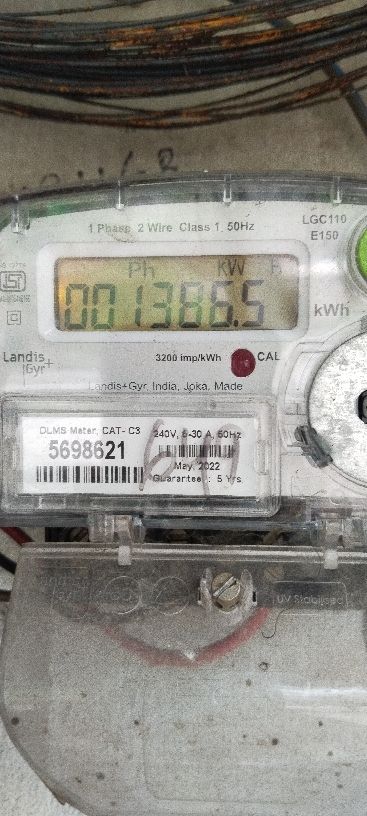 1 Phase, 2 Wire Class 1, 50Hz
LGC110
E150
Ph kW
001386.5
kWh
Landis
Gyr+
3200 imp/kWh
CAL
Landis+Gyr, India, Joka, Made
DLMS Meter, CAT- C3
240V, 5-30 A, 50Hz
5698621
May, 2022
Guarantee : 5 Yrs.
UV Stabilised